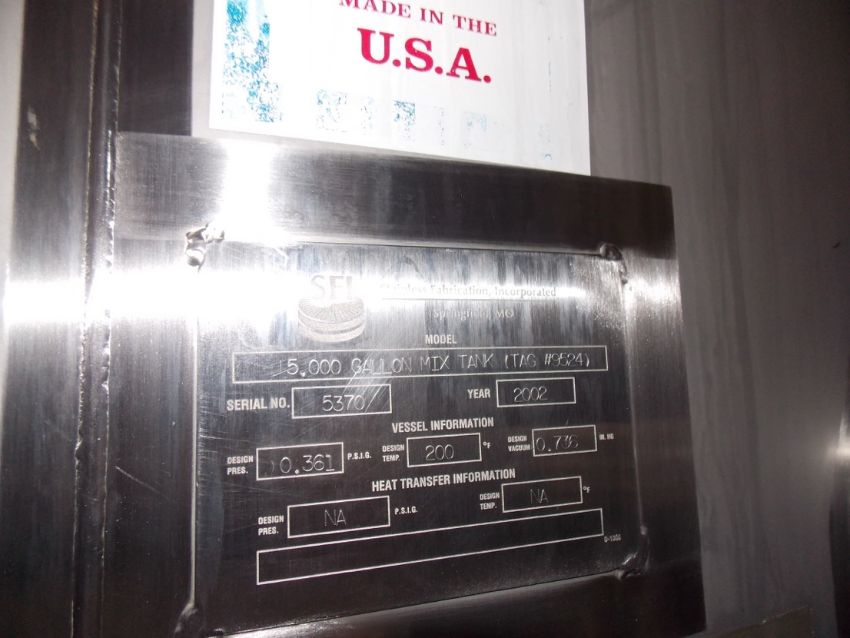 MADE IN THE
U.S.A.
SFI Stainless Fabrication, Incorporated
Springfield, MO
MODEL
5,000 GALLON MIX TANK (TAG #9524)
SERIAL NO. 5370 YEAR 2002
VESSEL INFORMATION
DESIGN PRES. 0.361 P.S.I.G. DESIGN TEMP. 200 °F DESIGN VACUUM IN. HG
HEAT TRANSFER INFORMATION
DESIGN PRES. NA P.S.I.G. DESIGN TEMP. NA °F